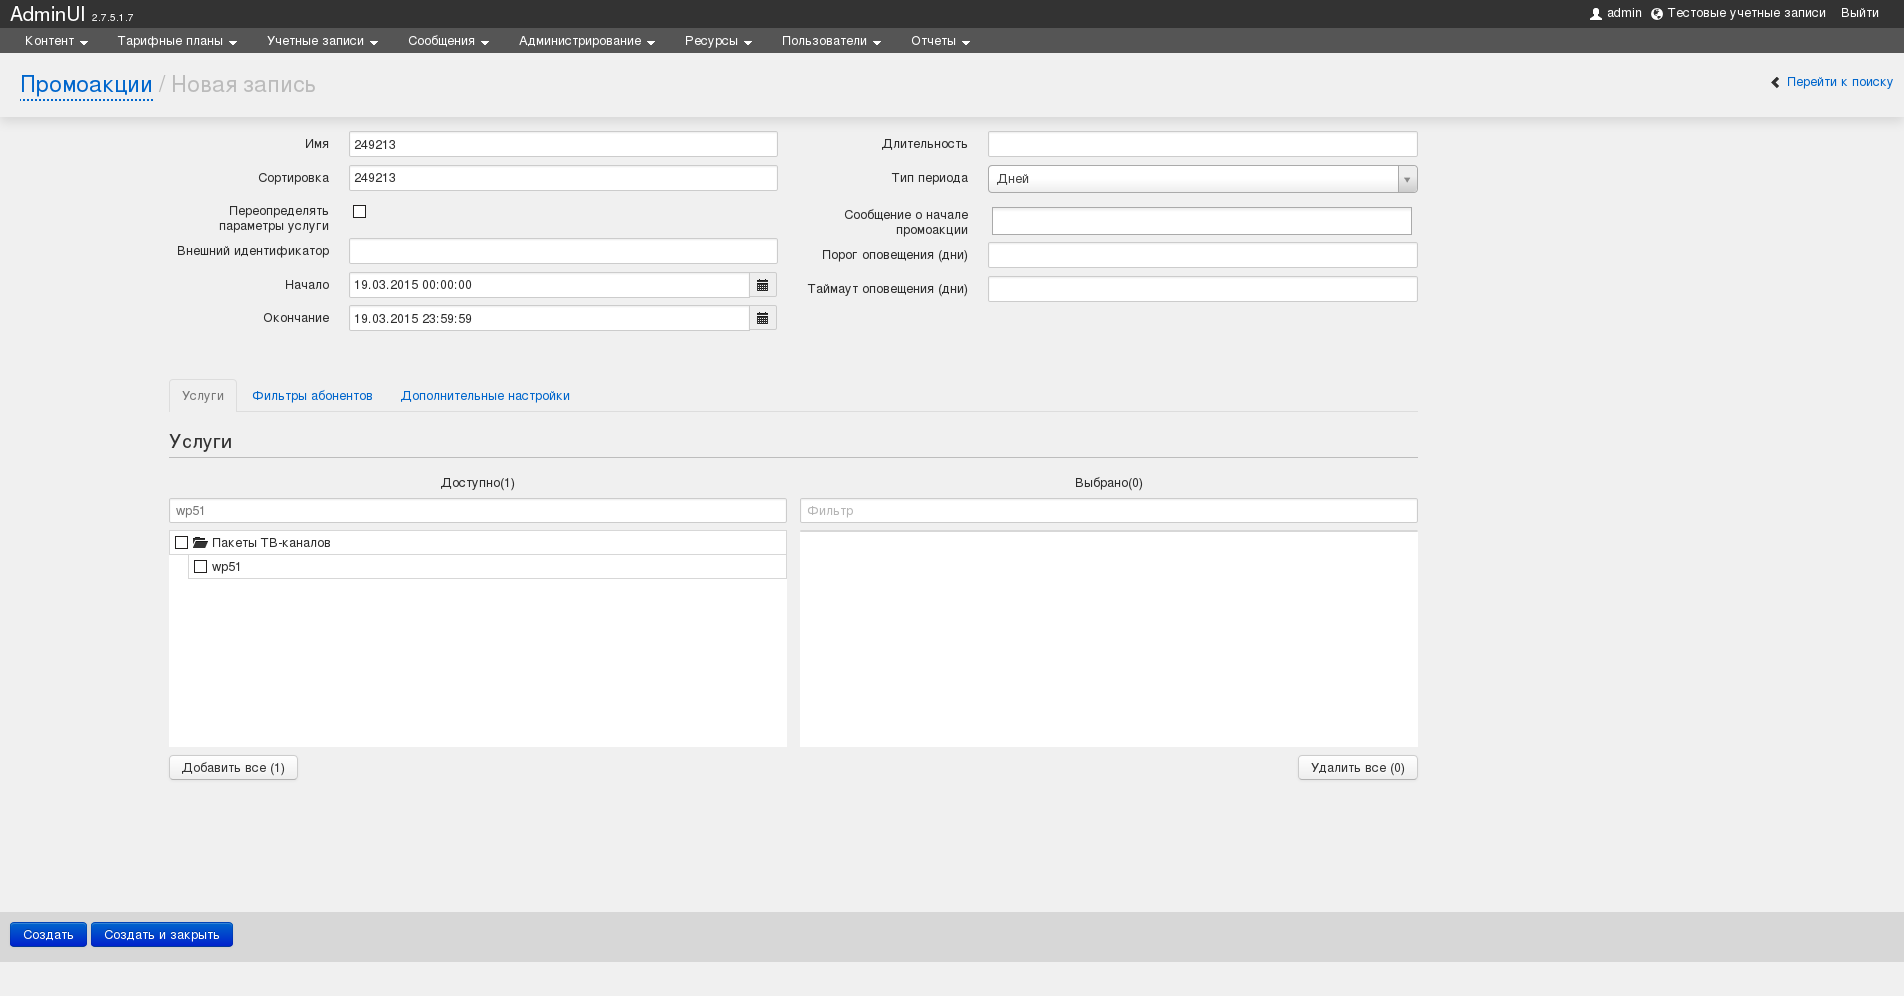 AdminUI 2.7.5.1.7
admin Тестовые учетные записи Выйти
Контент Тарифные планы Учетные записи Сообщения Администрирование Ресурсы Пользователи Отчеты
Промоакции / Новая запись
Перейти к поиску
Имя 249213
Сортировка 249213
Переопределять
параметры услуги
Внешний идентификатор
Начало 19.03.2015 00:00:00
Окончание 19.03.2015 23:59:59
Длительность
Тип периода Дней
Сообщение о начале
промоакции
Порог оповещения (дни)
Таймаут оповещения (дни)
Услуги Фильтры абонентов Дополнительные настройки
Услуги
Доступно(1)
wp51
Пакеты ТВ-каналов
wp51
Добавить все (1)
Выбрано(0)
Фильтр
Удалить все (0)
Создать Создать и закрыть